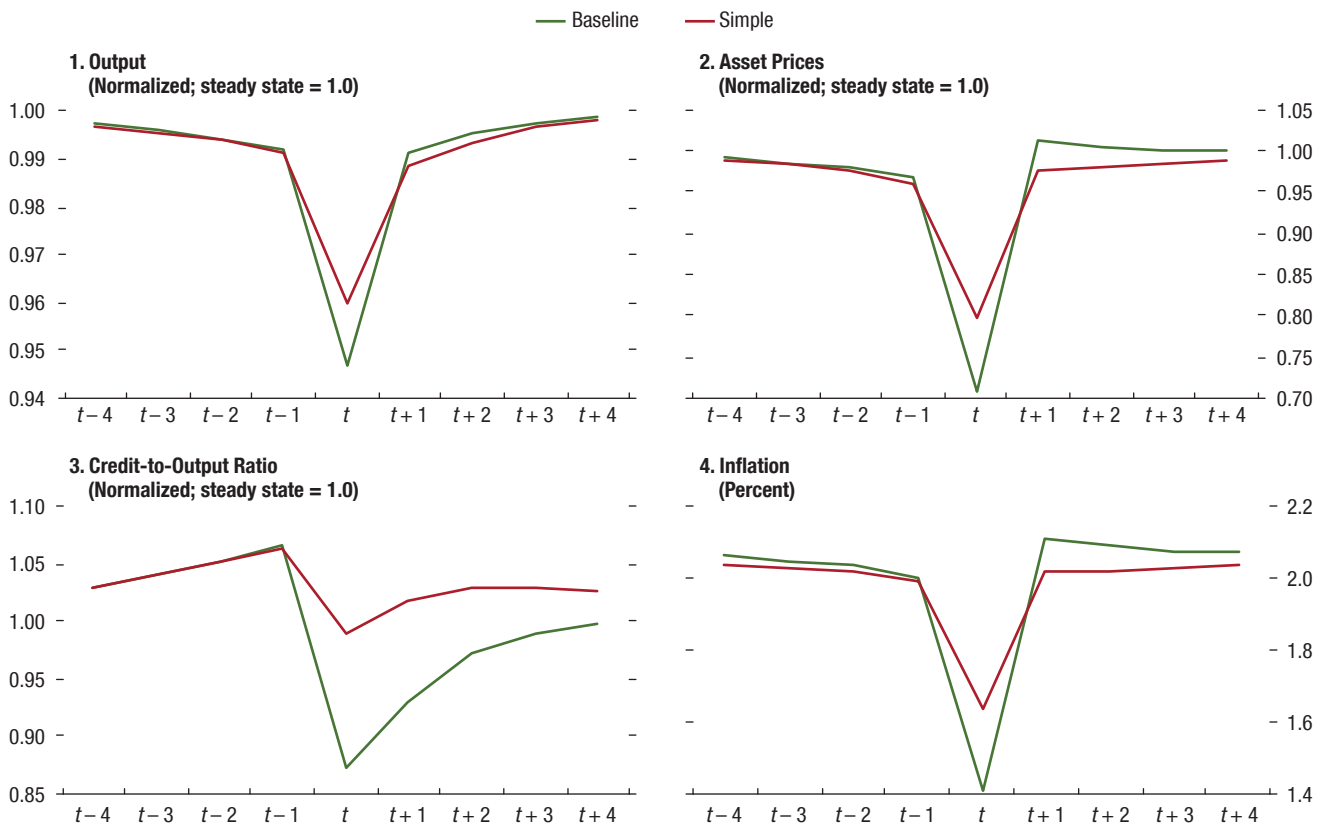 Baseline Simple
1. Output
(Normalized; steady state = 1.0)
1.00
0.99
0.98
0.97
0.96
0.95
0.94
t – 4 t – 3 t – 2 t – 1 t t + 1 t + 2 t + 3 t + 4
2. Asset Prices
(Normalized; steady state = 1.0)
1.05
1.00
0.95
0.90
0.85
0.80
0.75
0.70
t – 4 t – 3 t – 2 t – 1 t t + 1 t + 2 t + 3 t + 4
3. Credit-to-Output Ratio
(Normalized; steady state = 1.0)
1.10
1.05
1.00
0.95
0.90
0.85
t – 4 t – 3 t – 2 t – 1 t t + 1 t + 2 t + 3 t + 4
4. Inflation
(Percent)
2.2
2.0
1.8
1.6
1.4
t – 4 t – 3 t – 2 t – 1 t t + 1 t + 2 t + 3 t + 4